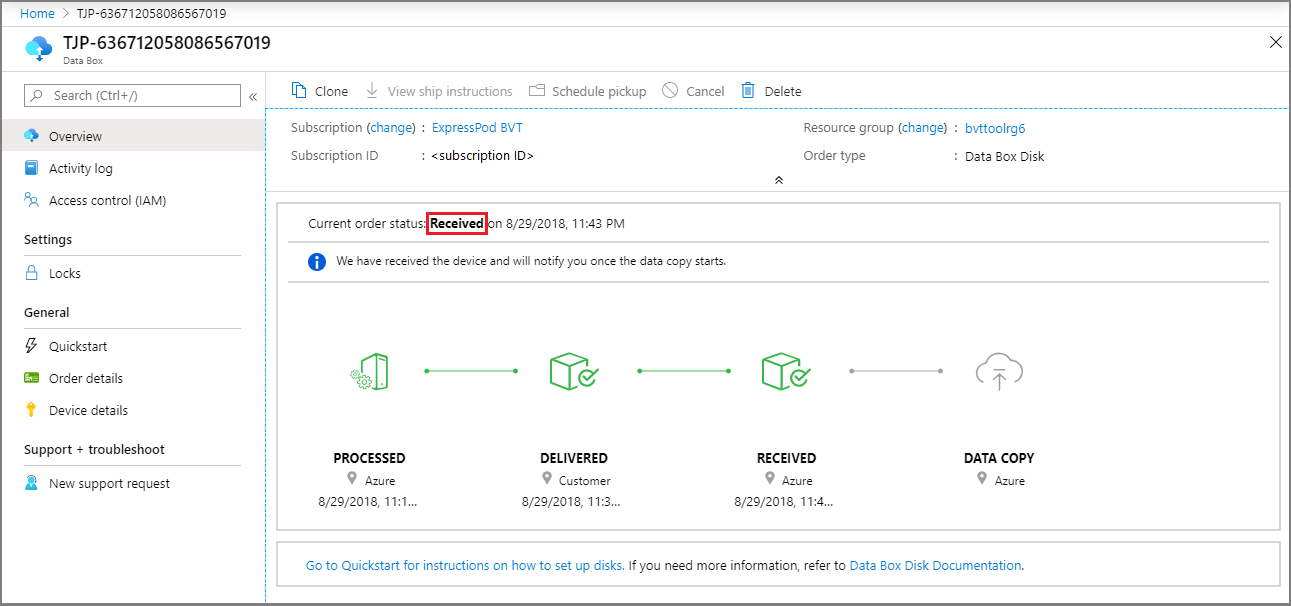 Home > TJP-636712058086567019
TJP-636712058086567019
Data Box
Search (Ctrl+/)
«
Overview
Activity log
Access control (IAM)
Settings
Locks
General
Quickstart
Order details
Device details
Support + troubleshoot
New support request
Clone View ship instructions Schedule pickup Cancel Delete
Subscription (change) : ExpressPod BVT Resource group (change) : bvttoolrg6
Subscription ID : <subscription ID> Order type : Data Box Disk
Current order status: Received on 8/29/2018, 11:43 PM
We have received the device and will notify you once the data copy starts.
PROCESSED DELIVERED RECEIVED DATA COPY
Azure Customer Azure Azure
8/29/2018, 11:1... 8/29/2018, 11:3... 8/29/2018, 11:4...
Go to Quickstart for instructions on how to set up disks. If you need more information, refer to Data Box Disk Documentation.